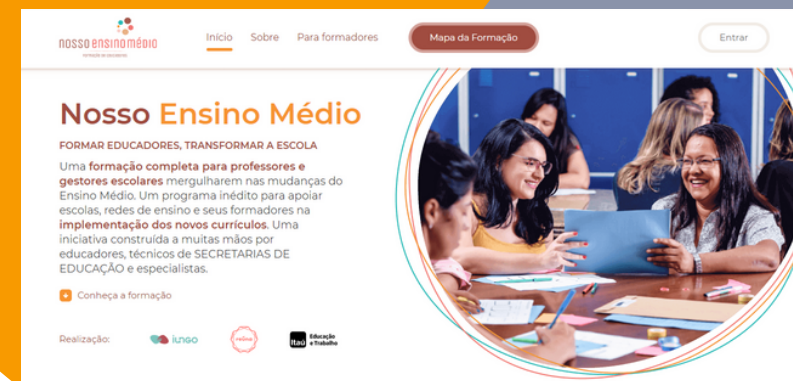 nosso ensino médio
formação de educadores
Início Sobre Para formadores Mapa da Formação Entrar
Nosso Ensino Médio
FORMAR EDUCADORES, TRANSFORMAR A ESCOLA
Uma formação completa para professores e
gestores escolares mergulharem nas mudanças do
Ensino Médio. Um programa inédito para apoiar
escolas, redes de ensino e seus formadores na
implementação dos novos currículos. Uma
iniciativa construída a muitas mãos por
educadores, técnicos de SECRETARIAS DE
EDUCAÇÃO e especialistas.
+ Conheça a formação
Realização: iungo Itaú Educação
e Trabalho